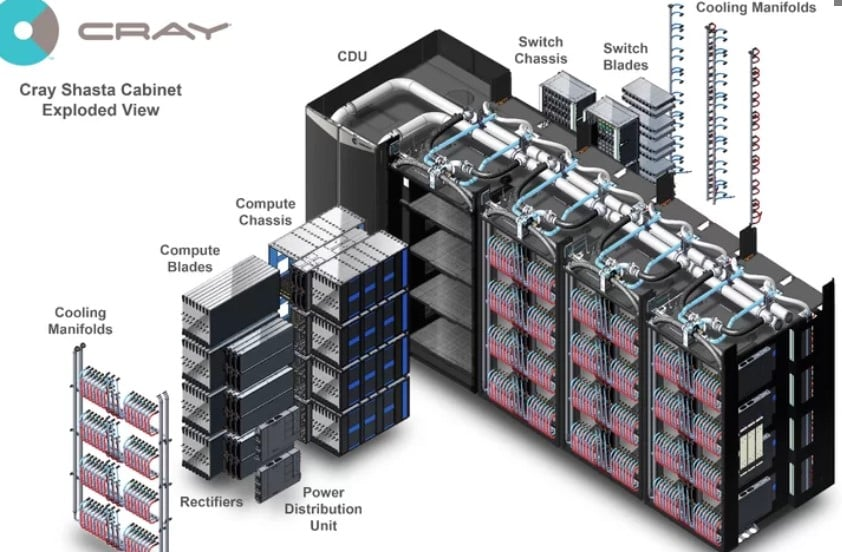 CRAY
Cray Shasta Cabinet
Exploded View
CDU
Switch
Chassis
Switch
Blades
Cooling Manifolds
Compute
Chassis
Compute
Blades
Cooling
Manifolds
Rectifiers
Power
Distribution
Unit